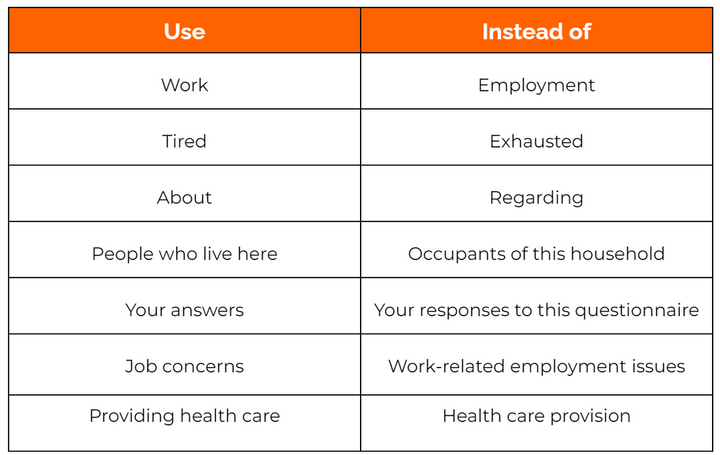 Use Instead of
Work Employment
Tired Exhausted
About Regarding
People who live here Occupants of this household
Your answers Your responses to this questionnaire
Job concerns Work-related employment issues
Providing health care Health care provision